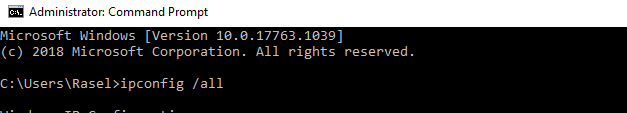 Administrator: Command Prompt
Microsoft Windows [Version 10.0.17763.1039]
(c) 2018 Microsoft Corporation. All rights reserved.
C:\Users\Rasel>ipconfig /all